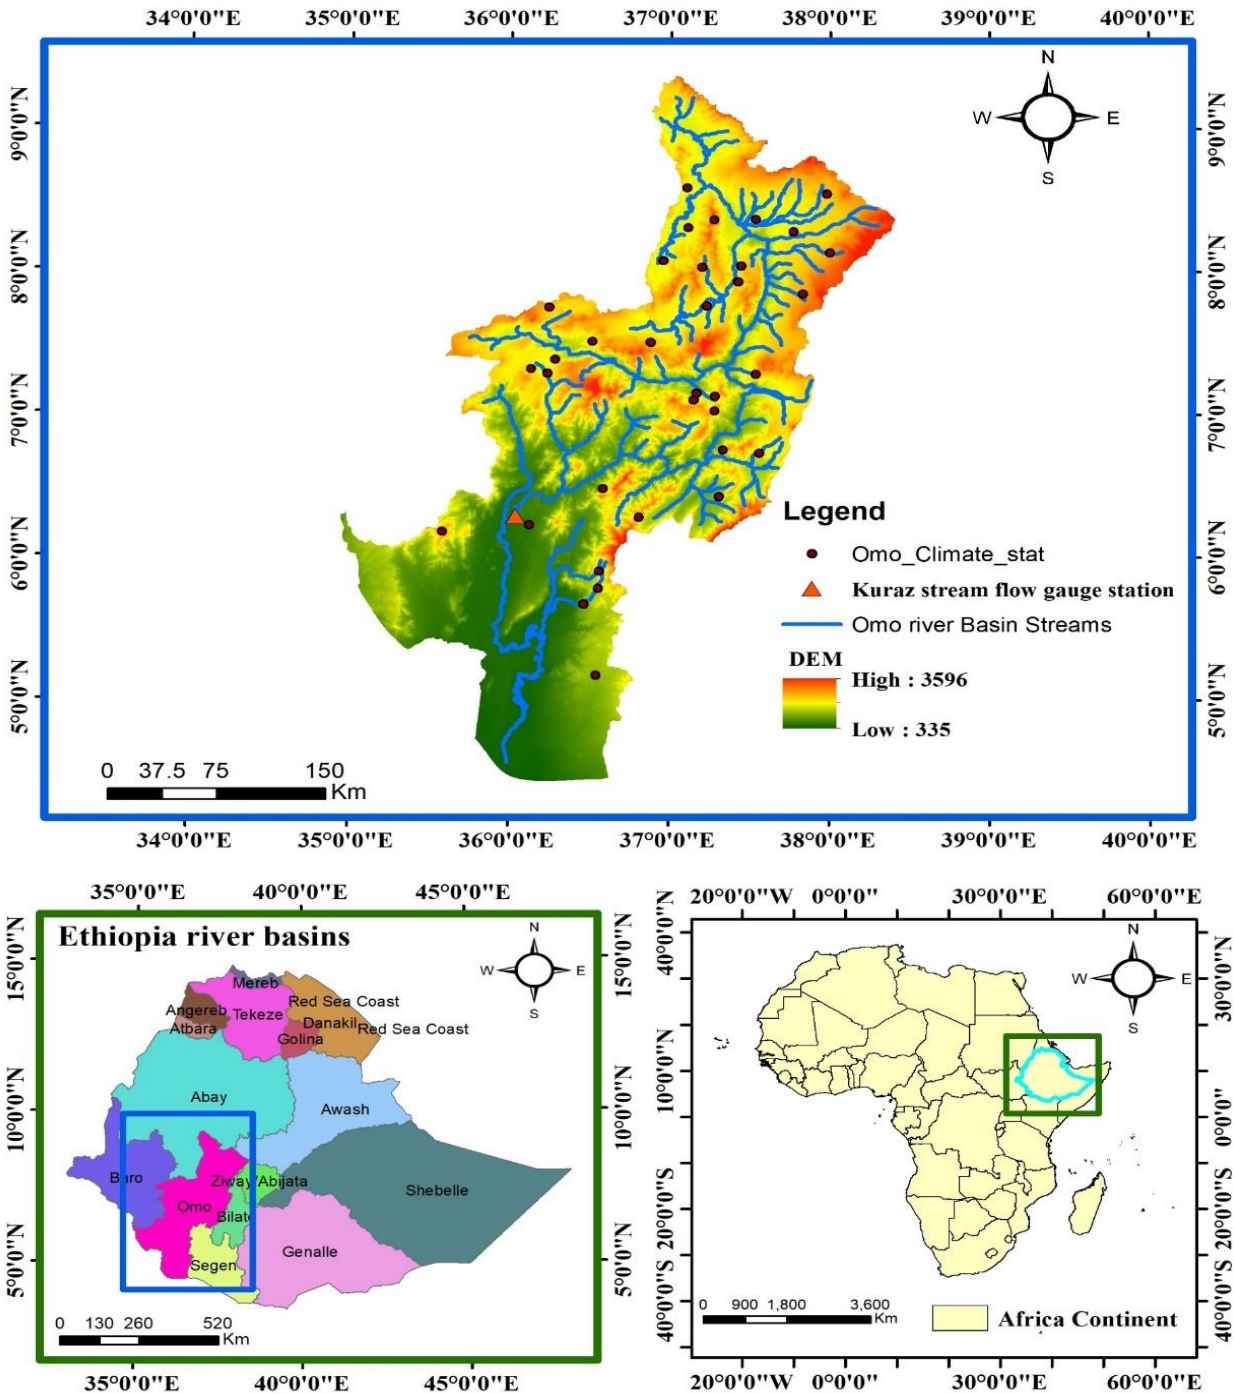 34°0'0"E 35°0'0"E 36°0'0"E 37°0'0"E 38°0'0"E 39°0'0"E 40°0'0"E
N
W E
S
9°0'0"N 9°0'0"N
8°0'0"N 8°0'0"N
7°0'0"N 7°0'0"N
6°0'0"N 6°0'0"N
5°0'0"N 5°0'0"N
Legend
Omo_Climate_stat
Kuraz stream flow gauge station
Omo river Basin Streams
DEM
High : 3596
Low : 335
0 37.5 75 150
Km
34°0'0"E 35°0'0"E 36°0'0"E 37°0'0"E 38°0'0"E 39°0'0"E 40°0'0"E
35°0'0"E 40°0'0"E 45°0'0"E
Ethiopia river basins
N
W E
S
15°0'0"N 15°0'0"N
10°0'0"N 10°0'0"N
5°0'0"N 5°0'0"N
Mereb
Red Sea Coast
Angereb
Tekeze
Danakil
Red Sea Coast
Atbara
Golina
Abay
Awash
Baro
Ziway/Abijata
Shebelle
Omo
Bilate
Genalle
Segen
0 130 260 520
Km
35°0'0"E 40°0'0"E 45°0'0"E
20°0'0"W 0°0'0" 30°0'0"E 60°0'0"E
N
W E
S
40°0'0"N
10°0'0"N
10°0'0"S
20°0'0"S
40°0'0"S
30°0'0"N
0°0'0"
20°0'0"S
40°0'0"S
0 900 1,800 3,600
Km
Africa Continent
20°0'0"W 0°0'0" 30°0'0"E 60°0'0"E